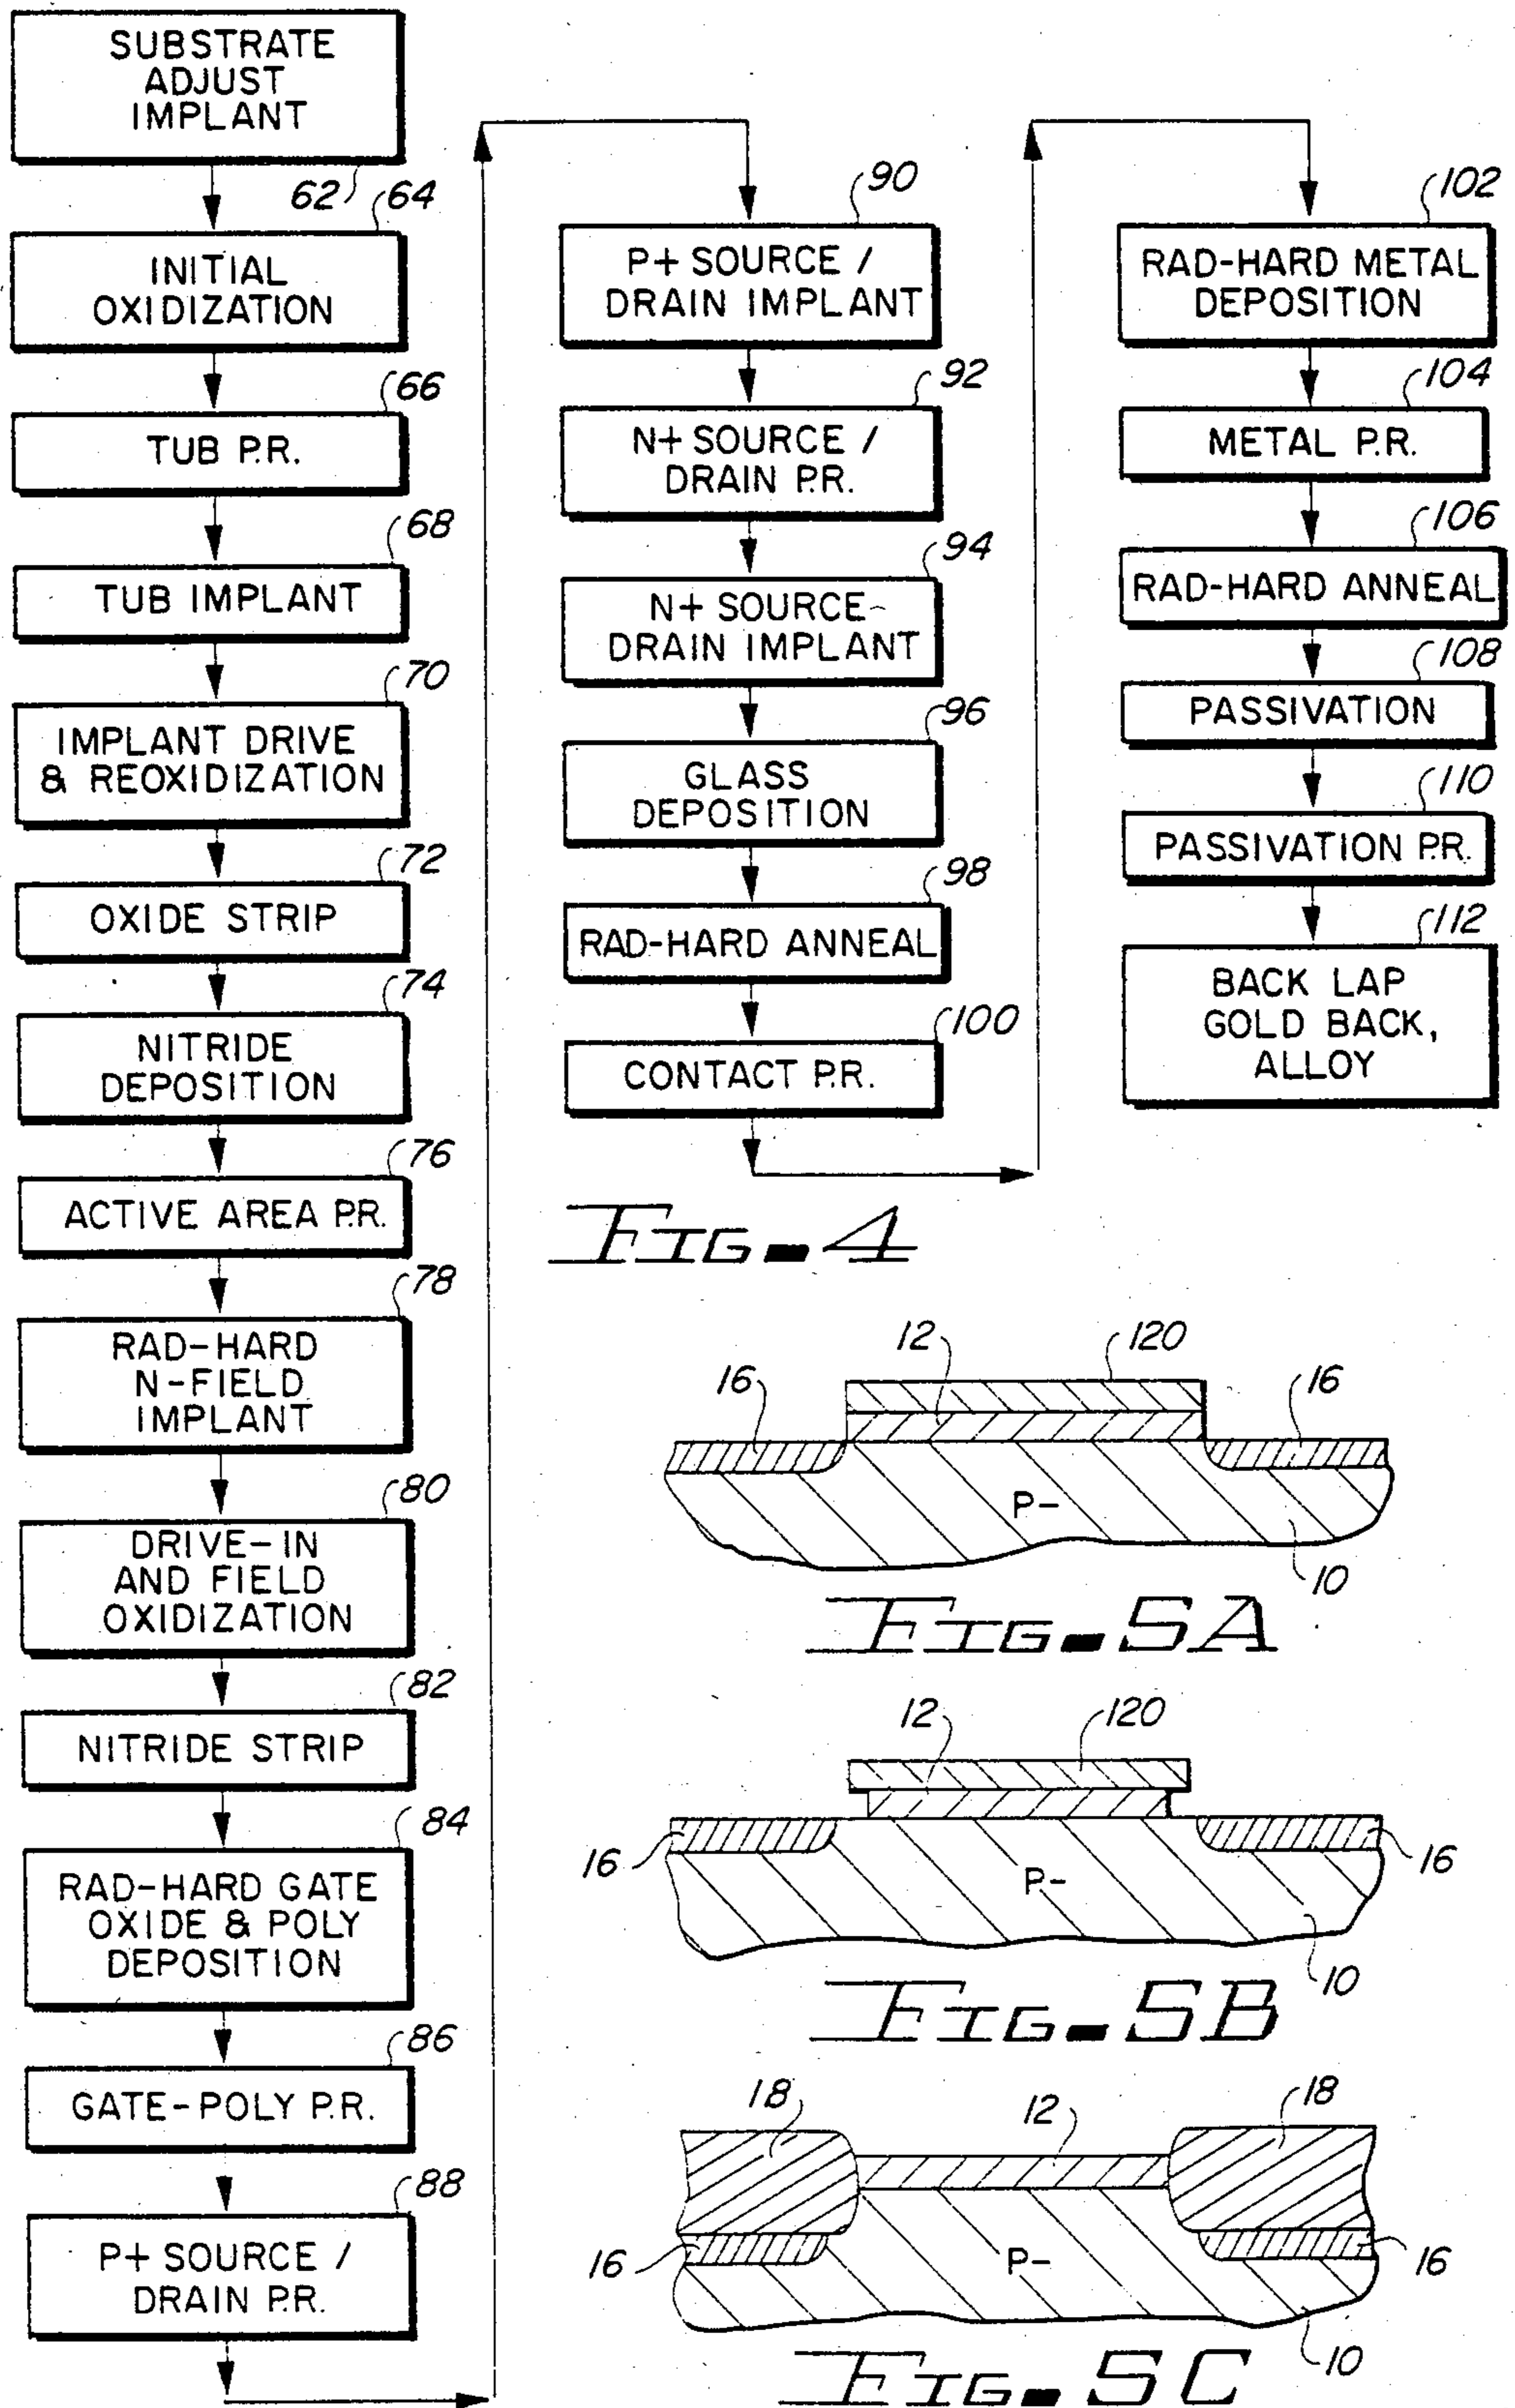 SUBSTRATE
ADJUST
IMPLANT
62
64
INITIAL
OXIDIZATION
66
TUB P.R.
68
TUB IMPLANT
70
IMPLANT DRIVE
& REOXIDIZATION
72
OXIDE STRIP
74
NITRIDE
DEPOSITION
76
ACTIVE AREA P.R.
78
RAD-HARD
N-FIELD
IMPLANT
80
DRIVE-IN
AND FIELD
OXIDIZATION
82
NITRIDE STRIP
84
RAD-HARD GATE
OXIDE & POLY
DEPOSITION
86
GATE-POLY P.R.
88
P+ SOURCE /
DRAIN P.R.
90
P+ SOURCE /
DRAIN IMPLANT
92
N+ SOURCE /
DRAIN P.R.
94
N+ SOURCE-
DRAIN IMPLANT
96
GLASS
DEPOSITION
98
RAD-HARD ANNEAL
100
CONTACT P.R.
102
RAD-HARD METAL
DEPOSITION
104
METAL P.R.
106
RAD-HARD ANNEAL
108
PASSIVATION
110
PASSIVATION P.R.
112
BACK LAP
GOLD BACK,
ALLOY
FIG-4
12 120
16 16
P-
10
FIG-5A
12 120
16 16
P-
10
FIG-5B
18 12 18
16 16
P-
10
FIG-5C